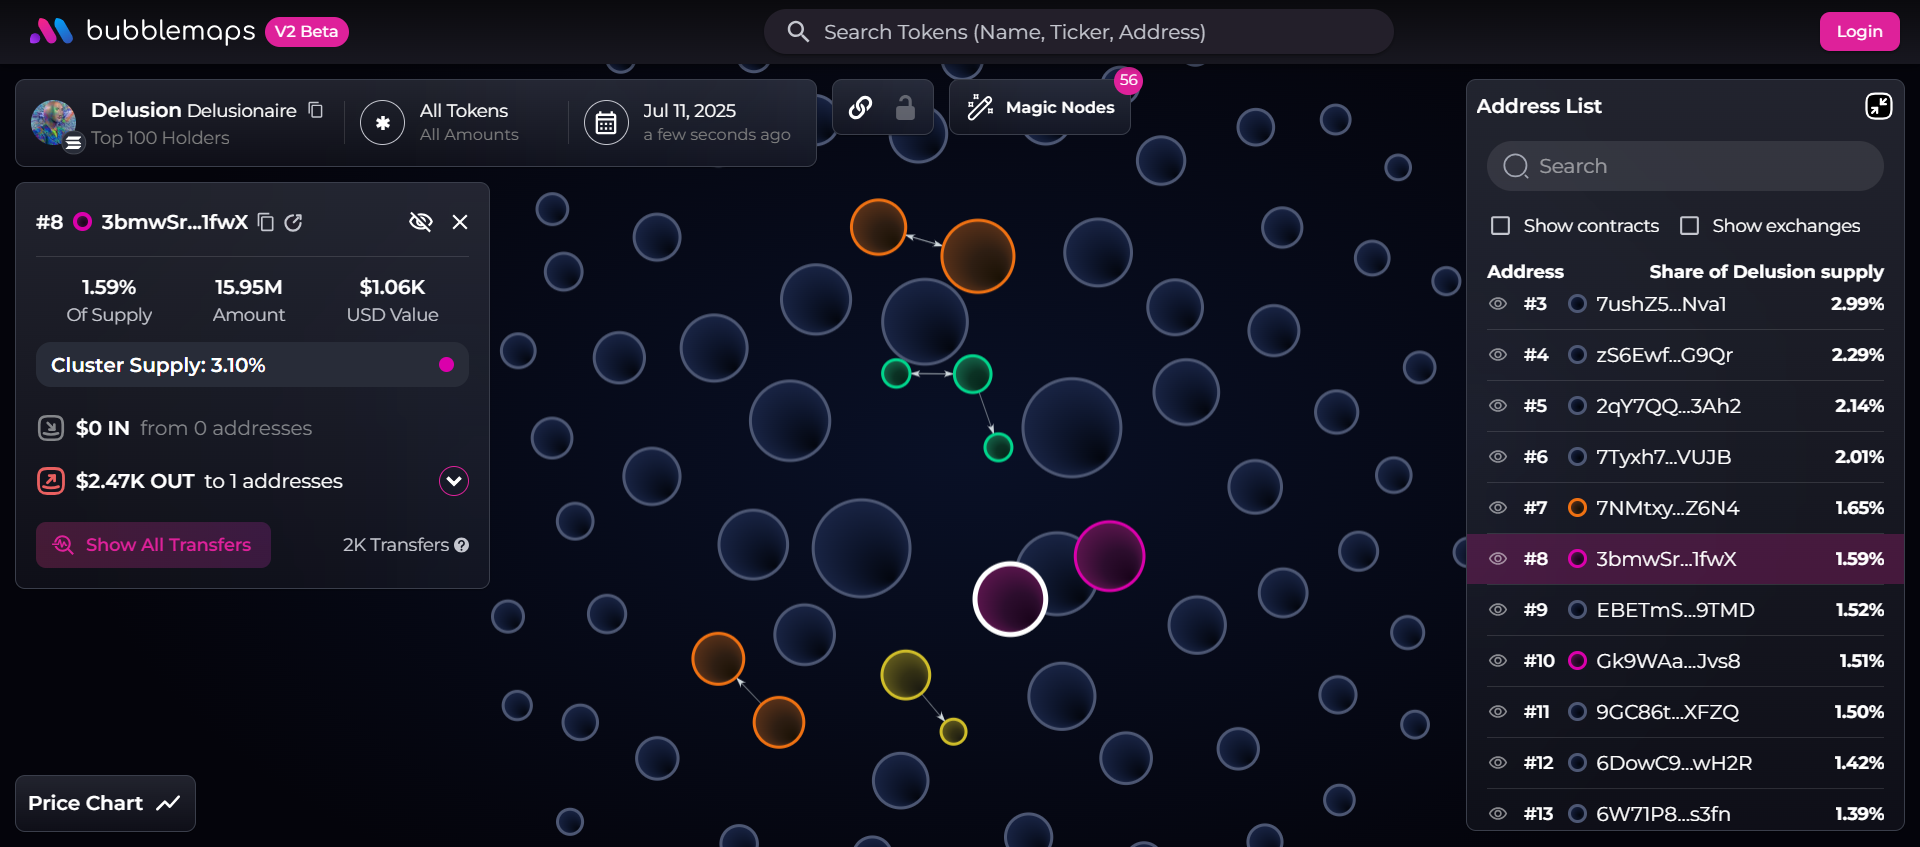 bubblemaps V2 Beta
Search Tokens (Name, Ticker, Address)
Login
Delusion Delusionaire
Top 100 Holders
All Tokens
All Amounts
Jul 11, 2025
a few seconds ago
Magic Nodes
56
#8 3bmwSr...1fwX
1.59% 15.95M $1.06K
Of Supply Amount USD Value
Cluster Supply: 3.10%
$0 IN from 0 addresses
$2.47K OUT to 1 addresses
Show All Transfers 2K Transfers ?
Price Chart
Address List
Search
Show contracts Show exchanges
Address Share of Delusion supply
#3 7ushZ5...Nva1 2.99%
#4 zS6Ewf...G9Qr 2.29%
#5 2qY7QQ...3Ah2 2.14%
#6 7Tyxh7...VUJB 2.01%
#7 7NMtxy...Z6N4 1.65%
#8 3bmwSr...1fwX 1.59%
#9 EBETmS...9TMD 1.52%
#10 Gk9WAa...Jvs8 1.51%
#11 9GC86t...XFZQ 1.50%
#12 6DowC9...wH2R 1.42%
#13 6W71P8...s3fn 1.39%